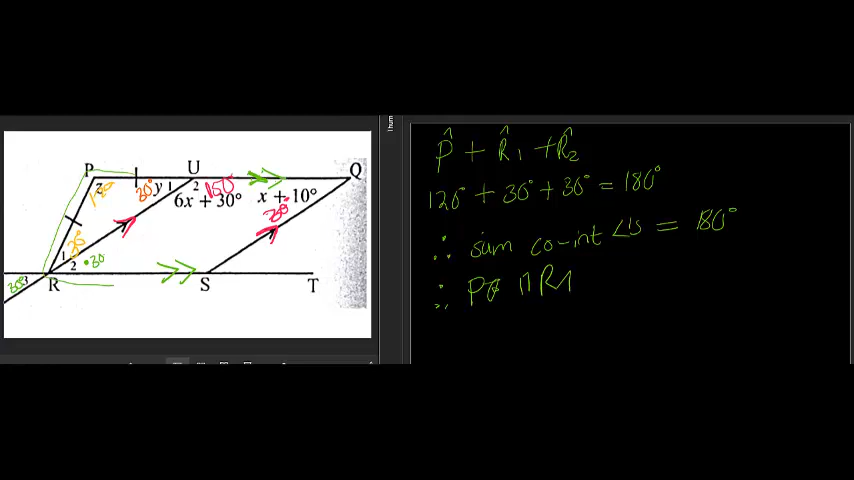 P U Q
z 120° 30° y 1 2 150° x + 10°
6x + 30° 30°
1 30°
2 30°
30° 3 R S T
P̂ + R̂1 + R̂2
120° + 30° + 30° = 180°
∴ sum co-int ∠'s = 180°
∴ PQ || RT